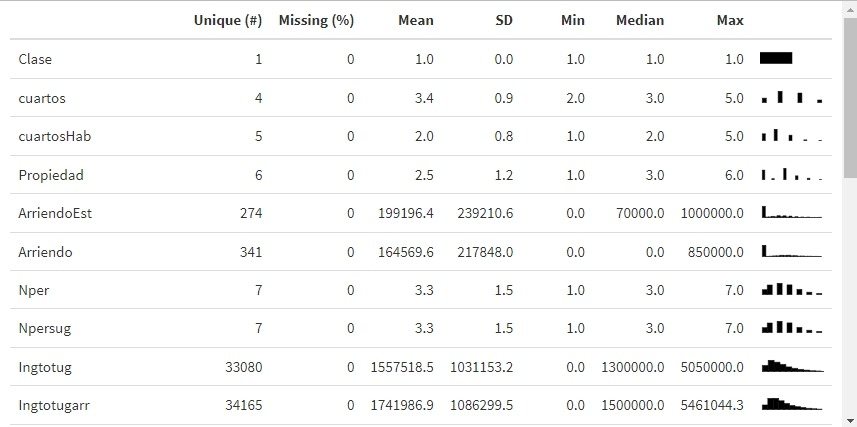 Unique (#) Missing (%) Mean SD Min Median Max
Clase 1 0 1.0 0.0 1.0 1.0 1.0
cuartos 4 0 3.4 0.9 2.0 3.0 5.0
cuartosHab 5 0 2.0 0.8 1.0 2.0 5.0
Propiedad 6 0 2.5 1.2 1.0 3.0 6.0
ArriendoEst 274 0 199196.4 239210.6 0.0 70000.0 1000000.0
Arriendo 341 0 164569.6 217848.0 0.0 0.0 850000.0
Nper 7 0 3.3 1.5 1.0 3.0 7.0
Npersug 7 0 3.3 1.5 1.0 3.0 7.0
Ingtotug 33080 0 1557518.5 1031153.2 0.0 1300000.0 5050000.0
Ingtotugarr 34165 0 1741986.9 1086299.5 0.0 1500000.0 5461044.3